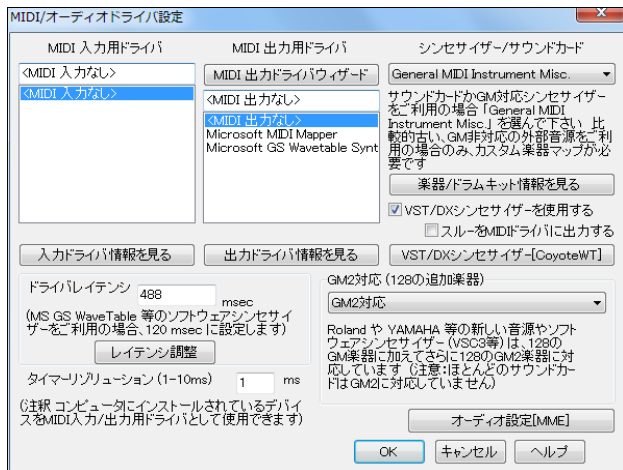 MIDI/オーディオドライバ設定
MIDI 入力用ドライバ
<MIDI 入力なし>
<MIDI 入力なし>
入力ドライバ情報を見る
MIDI 出力用ドライバ
MIDI 出力ドライバウィザード
<MIDI 出力なし>
<MIDI 出力なし>
Microsoft MIDI Mapper
Microsoft GS Wavetable Synt
出力ドライバ情報を見る
シンセサイザー/サウンドカード
General MIDI Instrument Misc.
サウンドカードかGM対応シンセサイザー
をご利用の場合「General MIDI
Instrument Misc.」を選んで下さい 比
較的古い、GM非対応の外部音源をご利
用の場合のみ、カスタム楽器マップが必
要です
楽器/ドラムキット情報を見る
VST/DXシンセサイザーを使用する
スルーをMIDIドライバに出力する
VST/DXシンセサイザー[CoyoteWT]
ドライバレイテンシ 488 msec
(MS GS WaveTable 等のソフトウェアシンセサイ
ザーをご利用の場合、120 msec に設定します)
レイテンシ調整
タイマーリゾリューション (1-10ms) 1 ms
(注釈 コンピュータにインストールされているデバイ
スをMIDI入力/出力用ドライバとして使用できます)
GM2対応 (128の追加楽器)
GM2対応
Roland や YAMAHA 等の新しい音源やソフト
ウェアシンセサイザー (VSC3等) は、128の
GM楽器に加えてさらに128のGM2楽器に対
応しています (注意:ほとんどのサウンドカー
ドはGM2に対応していません)
オーディオ設定[MME]
OK
キャンセル
ヘルプ